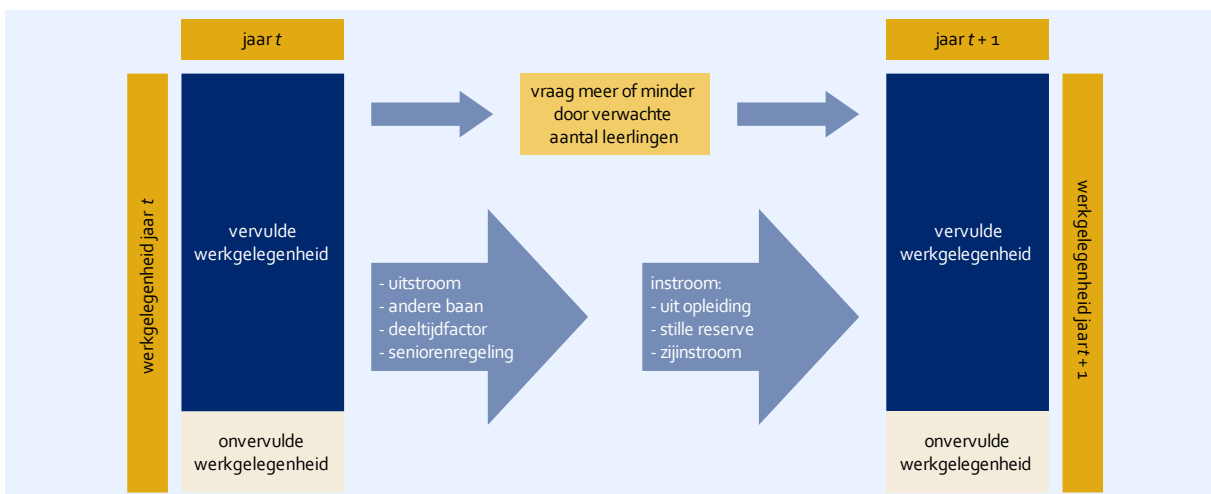 jaar t
jaar t + 1
werkgelegenheid jaar t
vervulde
werkgelegenheid
onvervulde
werkgelegenheid
vraag meer of minder
door verwachte
aantal leerlingen
- uitstroom
- andere baan
- deeltijdfactor
- seniorenregeling
instroom:
- uit opleiding
- stille reserve
- zijinstroom
vervulde
werkgelegenheid
onvervulde
werkgelegenheid
werkgelegenheid jaar t + 1